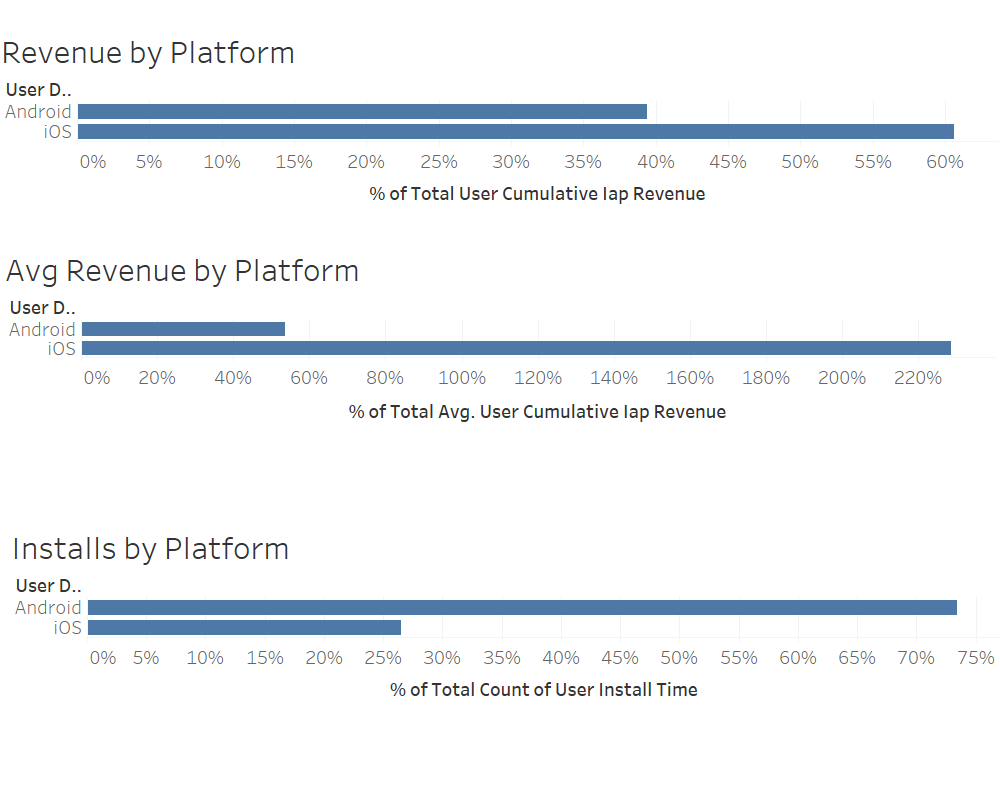 Revenue by Platform
User D..
Android
iOS
0% 5% 10% 15% 20% 25% 30% 35% 40% 45% 50% 55% 60%
% of Total User Cumulative Iap Revenue
Avg Revenue by Platform
User D..
Android
iOS
0% 20% 40% 60% 80% 100% 120% 140% 160% 180% 200% 220%
% of Total Avg. User Cumulative Iap Revenue
Installs by Platform
User D..
Android
iOS
0% 5% 10% 15% 20% 25% 30% 35% 40% 45% 50% 55% 60% 65% 70% 75%
% of Total Count of User Install Time